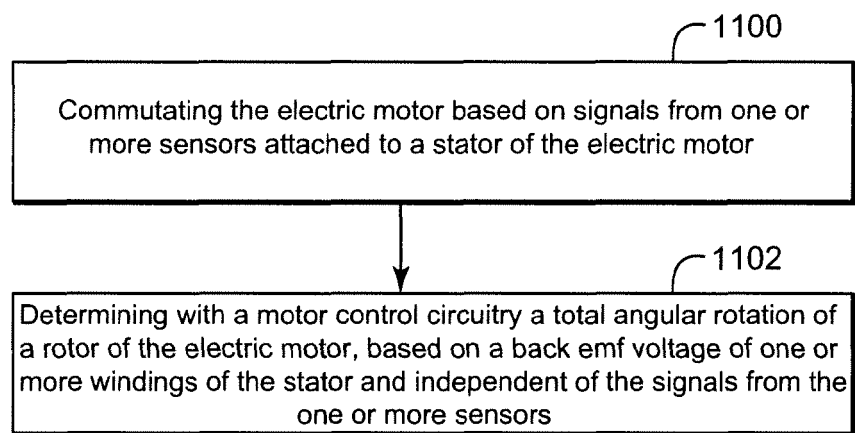 1100
Commutating the electric motor based on signals from one or
more sensors attached to a stator of the electric motor
1102
Determining with a motor control circuitry a total angular rotation of
a rotor of the electric motor, based on a back emf voltage of one or
more windings of the stator and independent of the signals from the
one or more sensors